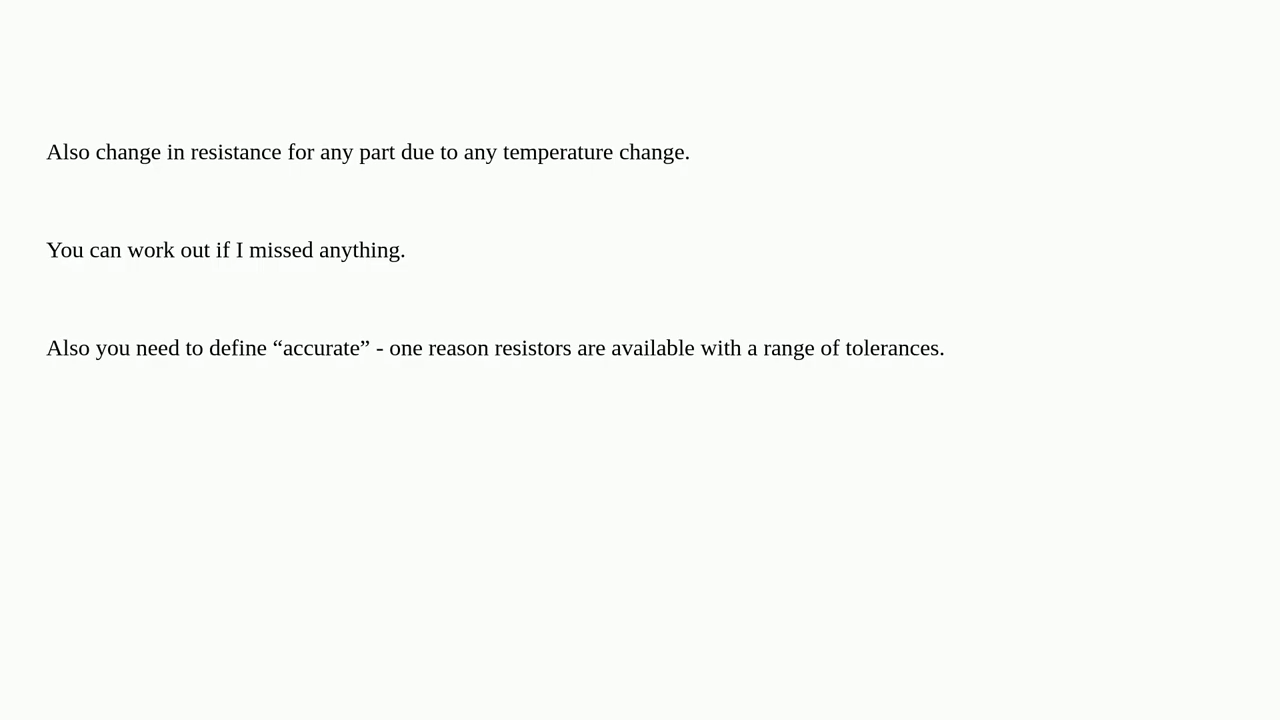 Also change in resistance for any part due to any temperature change.
You can work out if I missed anything.
Also you need to define “accurate” - one reason resistors are available with a range of tolerances.